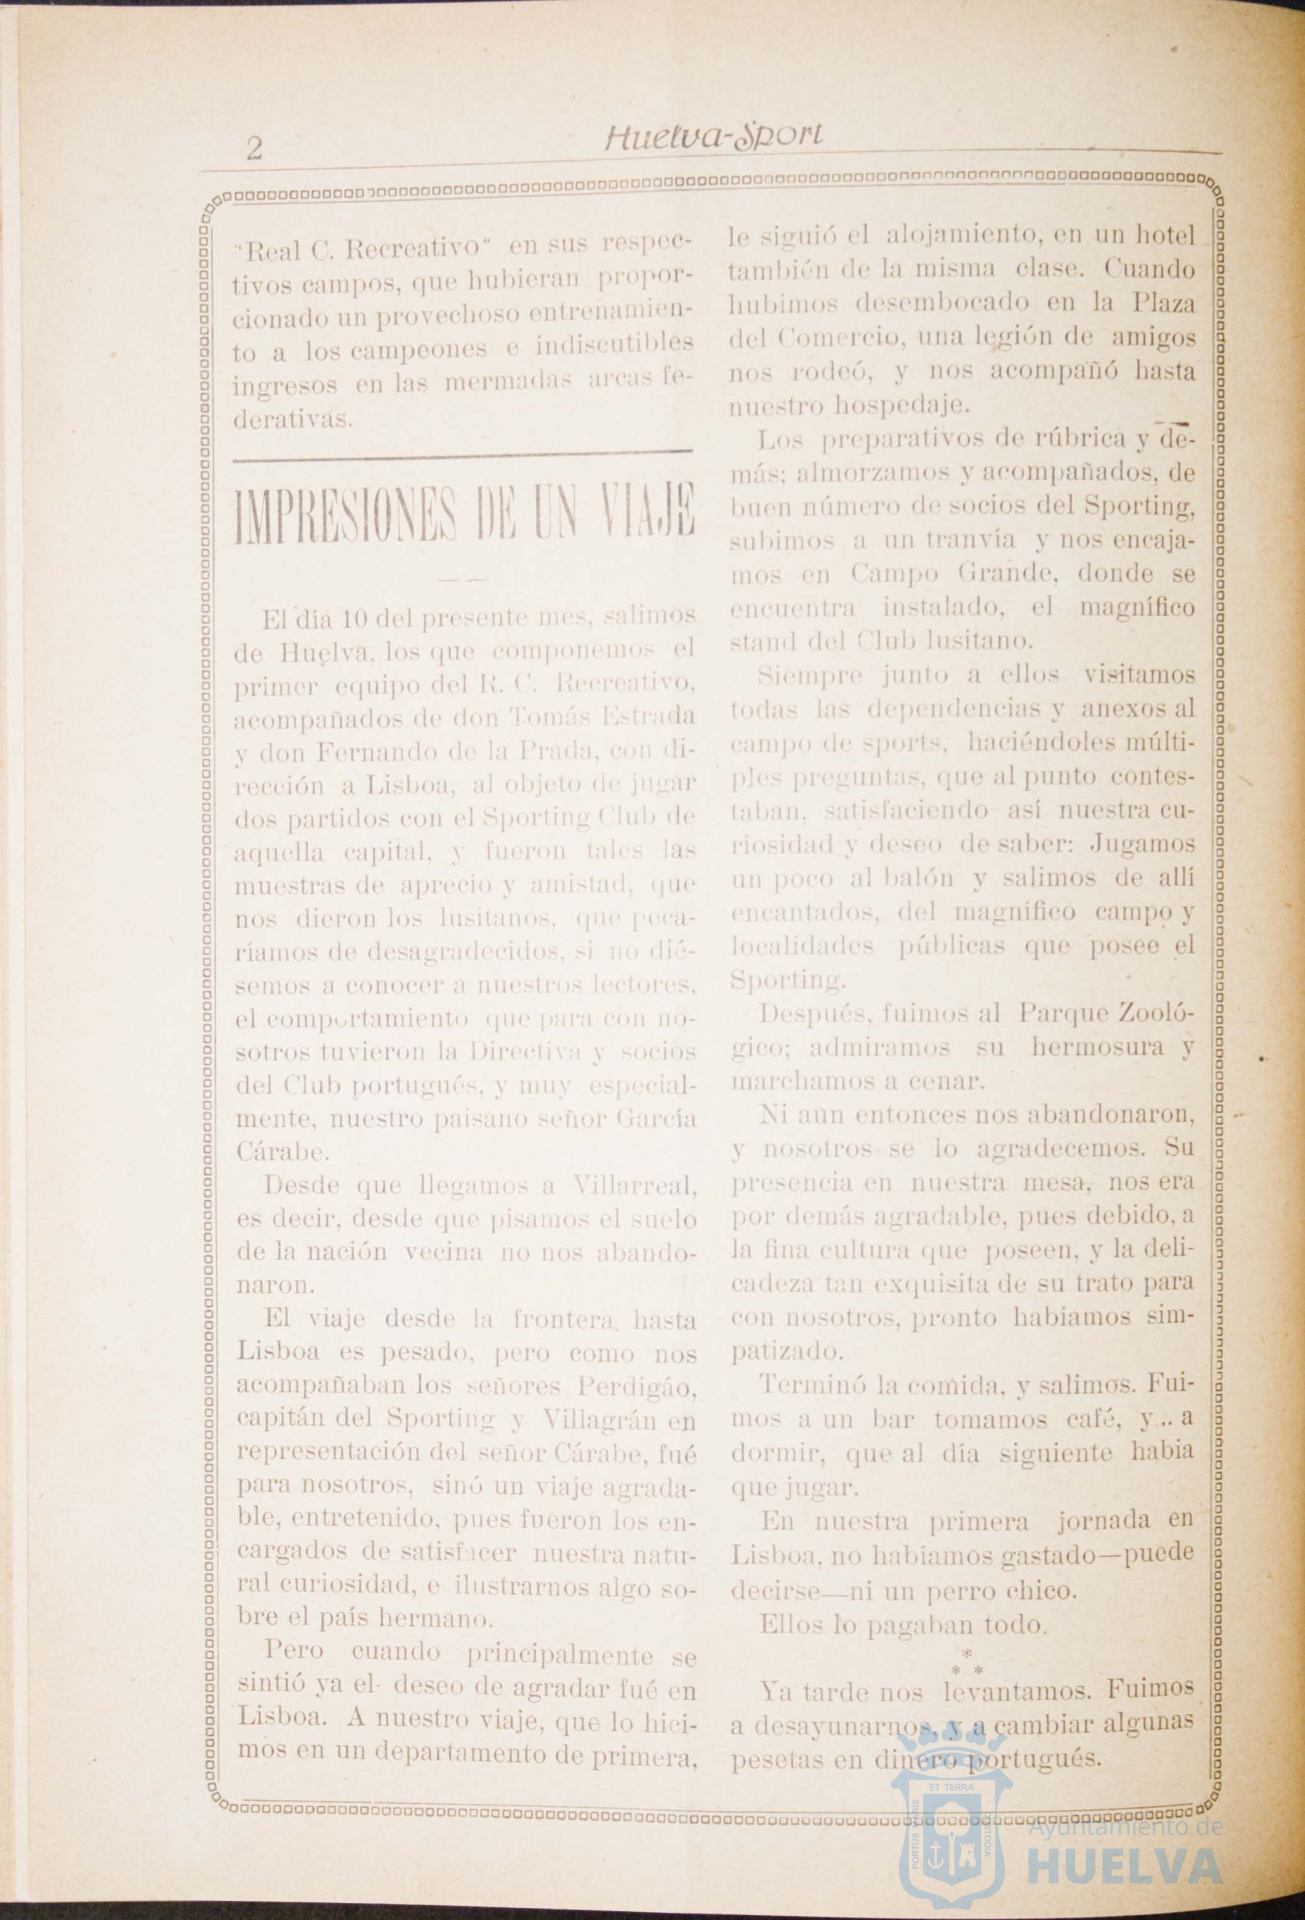 2
Huelva-Sport
"Real C. Recreativo" en sus respec-
tivos campos, que hubieran propor-
cionado un provechoso entrenamien-
to a los campeones e indiscutibles
ingresos en las mermadas arcas fe-
derativas.
IMPRESIONES DE UN VIAJE
El día 10 del presente mes, salimos
de Huelva, los que componemos el
primer equipo del R. C. Recreativo,
acompañados de don Tomás Estrada
y don Fernando de la Prada, con di-
rección a Lisboa, al objeto de jugar
dos partidos con el Sporting Club de
aquella capital, y fueron tales las
muestras de aprecio y amistad, que
nos dieron los lusitanos, que peca-
ríamos de desagradecidos, si no dié-
semos a conocer a nuestros lectores,
el comportamiento que para con no-
sotros tuvieron la Directiva y socios
del Club portugués, y muy especial-
mente, nuestro paisano señor García
Cárabe.
Desde que llegamos a Villarreal,
es decir, desde que pisamos el suelo
de la nación vecina no nos abando-
naron.
El viaje desde la frontera hasta
Lisboa es pesado, pero como nos
acompañaban los señores Perdigáo,
capitán del Sporting y Villagrán en
representación del señor Cárabe, fué
para nosotros, sinó un viaje agrada-
ble, entretenido, pues fueron los en-
cargados de satisfacer nuestra natu-
ral curiosidad, e ilustrarnos algo so-
bre el país hermano.
Pero cuando principalmente se
sintió ya el deseo de agradar fué en
Lisboa. A nuestro viaje, que lo hici-
mos en un departamento de primera,
le siguió el alojamiento, en un hotel
también de la misma clase. Cuando
hubimos desembocado en la Plaza
del Comercio, una legión de amigos
nos rodeó, y nos acompañó hasta
nuestro hospedaje.
Los preparativos de rúbrica y de-
más; almorzamos y acompañados, de
buen número de socios del Sporting,
subimos a un tranvía y nos encaja-
mos en Campo Grande, donde se
encuentra instalado, el magnífico
stand del Club lusitano.
Siempre junto a ellos visitamos
todas las dependencias y anexos al
campo de sports, haciéndoles múlti-
ples preguntas, que al punto contes-
taban, satisfaciendo así nuestra cu-
riosidad y deseo de saber: Jugamos
un poco al balón y salimos de allí
encantados, del magnífico campo y
localidades públicas que posee el
Sporting.
Después, fuimos al Parque Zooló-
gico; admiramos su hermosura y
marchamos a cenar.
Ni aun entonces nos abandonaron,
y nosotros se lo agradecemos. Su
presencia en nuestra mesa, nos era
por demás agradable, pues debido, a
la fina cultura que poseen, y la deli-
cadeza tan exquisita de su trato para
con nosotros, pronto habíamos sim-
patizado.
Terminó la comida, y salimos. Fui-
mos a un bar tomamos café, y.. a
dormir, que al día siguiente habia
que jugar.
En nuestra primera jornada en
Lisboa, no habíamos gastado—puede
decirse—ni un perro chico.
Ellos lo pagaban todo.
*
* *
Ya tarde nos levantamos. Fuimos
a desayunarnos, y a cambiar algunas
pesetas en dinero portugués.
PORTUS MARIS
ET TERRÆ
CUSTODIA
Ayuntamiento de
HUELVA